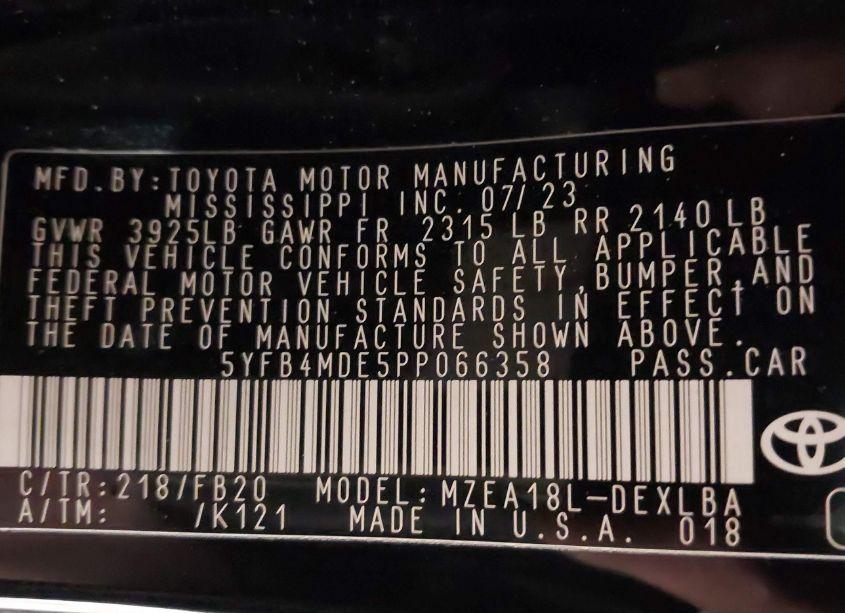 MFD.BY:TOYOTA MOTOR MANUFACTURING
MISSISSIPPI INC. 07/23
GVWR 3925LB GAWR FR 2315 LB RR 2140 LB
THIS VEHICLE CONFORMS TO ALL APPLICABLE
FEDERAL MOTOR VEHICLE SAFETY,BUMPER,AND
THEFT PREVENTION STANDARDS IN EFFECT ON
THE DATE OF MANUFACTURE SHOWN ABOVE.
5YFB4MDE5PP066358 PASS.CAR
C/TR:218/FB20 MODEL:MZEA18L-DEXLBA
A/TM: /K121 MADE IN U.S.A. 018